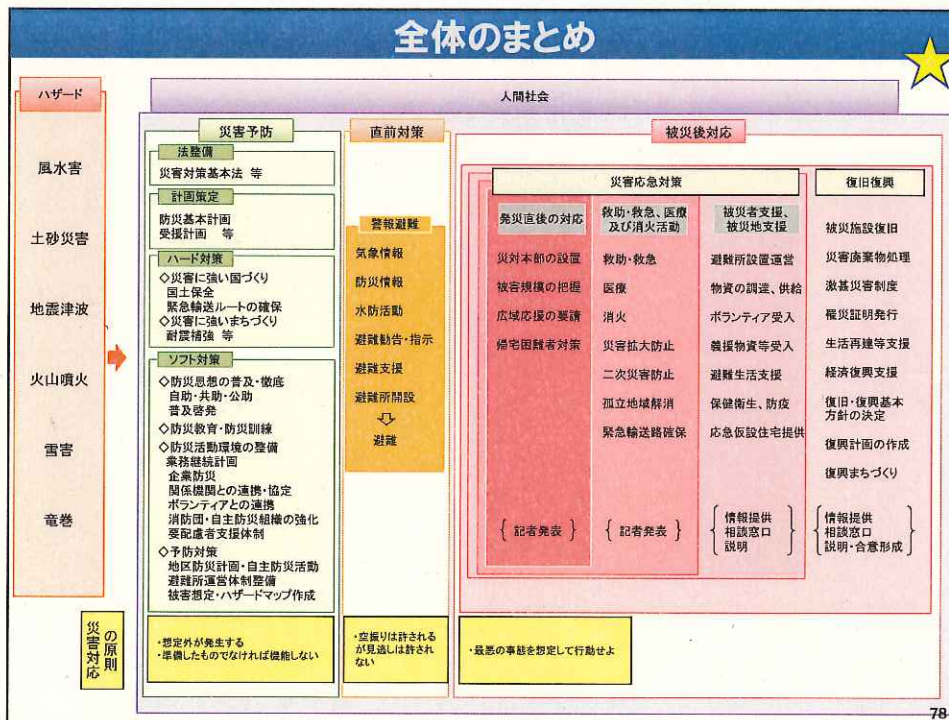 全体のまとめ
ハザード
風水害
土砂災害
地震津波
火山噴火
雪害
竜巻
人間社会
災害予防
法整備
災害対策基本法 等
計画策定
防災基本計画
受援計画 等
ハード対策
◇災害に強い国づくり
国土保全
緊急輸送ルートの確保
◇災害に強いまちづくり
耐震補強 等
ソフト対策
◇防災思想の普及・徹底
自助・共助・公助
普及啓発
◇防災教育・防災訓練
◇防災活動環境の整備
業務継続計画
企業防災
関係機関との連携・協定
ボランティアとの連携
消防団・自主防災組織の強化
要配慮者支援体制
◇予防対策
地区防災計画・自主防災活動
避難所運営体制整備
被害想定・ハザードマップ作成
直前対策
警報避難
気象情報
防災情報
水防活動
避難勧告・指示
避難支援
避難所開設
避難
被災後対応
災害応急対策
発災直後の対応
災対本部の設置
被害規模の把握
広域応援の要請
帰宅困難者対策
{ 記者発表 }
救助・救急、医療
及び消火活動
救助・救急
医療
消火
災害拡大防止
二次災害防止
孤立地域解消
緊急輸送路確保
{ 記者発表 }
被災者支援、
被災地支援
避難所設置運営
物資の調達、供給
ボランティア受入
義援物資等受入
避難生活支援
保健衛生、防疫
応急仮設住宅提供
情報提供
相談窓口
説明
復旧復興
被災施設復旧
災害廃棄物処理
激甚災害制度
罹災証明発行
生活再建等支援
経済復興支援
復旧・復興基本
方針の決定
復興計画の作成
復興まちづくり
情報提供
相談窓口
説明・合意形成
災害対応
の原則
・想定外が発生する
・準備したものでなければ機能しない
・空振りは許される
が見逃しは許され
ない
・最悪の事態を想定して行動せよ
78